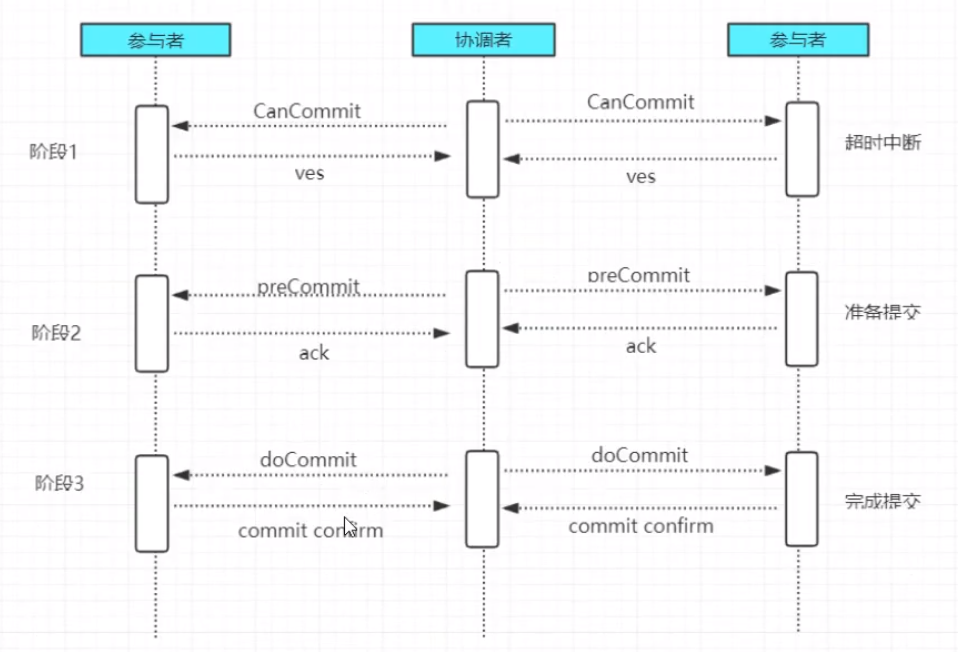 参与者 协调者 参与者
CanCommit CanCommit
阶段1 超时中断
yes yes
preCommit preCommit
阶段2 准备提交
ack ack
doCommit doCommit
阶段3 完成提交
commit confirm commit confirm